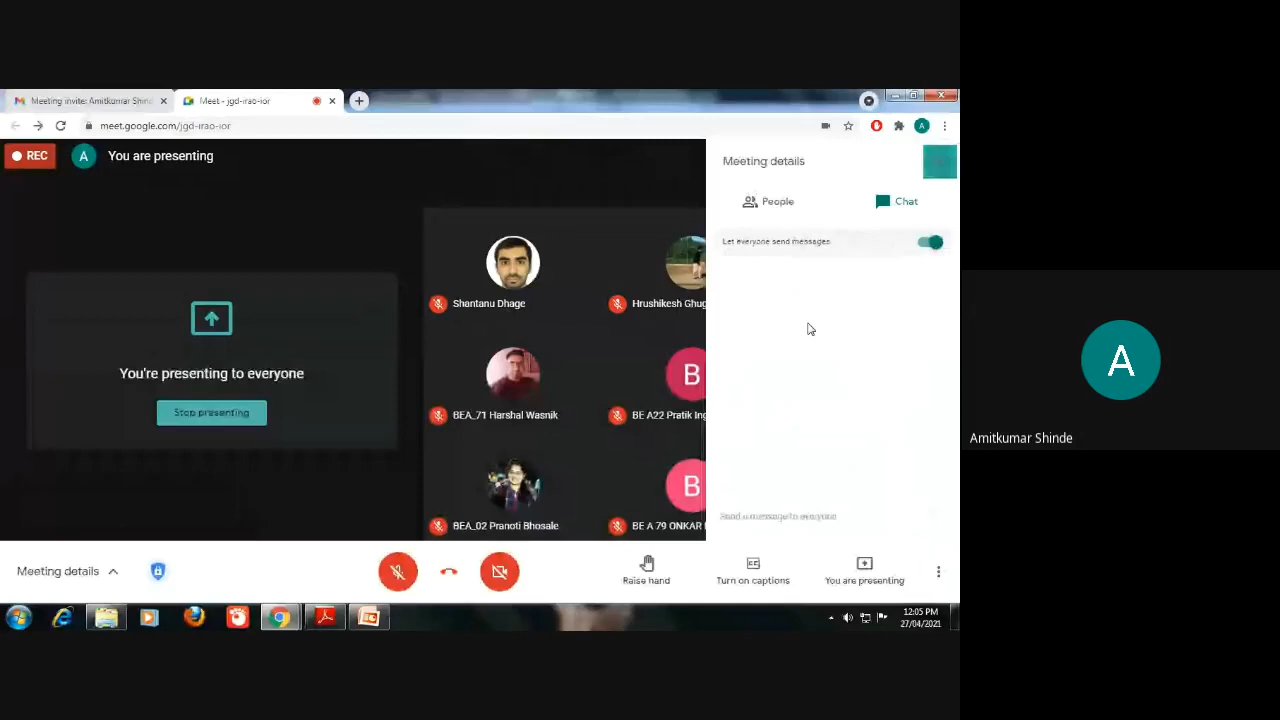 Meeting invite: Amitkumar Shind
Meet - jgd-irao-ior
meet.google.com/jgd-irao-ior
A
REC
A
You are presenting
Meeting details
People
Chat
Let everyone send messages
Shantanu Dhage
Hrushikesh Ghug
You're presenting to everyone
Stop presenting
B
BEA_71 Harshal Wasnik
BE A22 Pratik Ing
B
BEA_02 Pranoti Bhosale
BE A 79 ONKAR
Send a message to everyone
A
Amitkumar Shinde
Meeting details
Raise hand
CC
Turn on captions
You are presenting
12:05 PM
27/04/2021